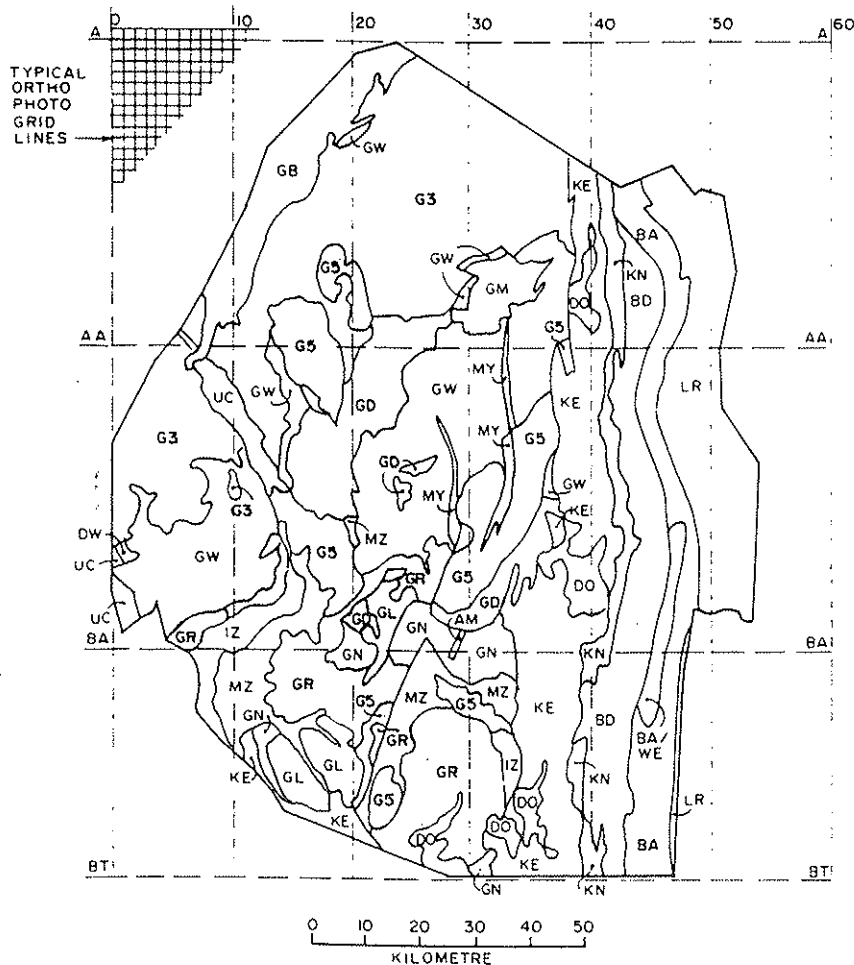 0 10 20 30 40 50 60
A A
TYPICAL
ORTHO
PHOTO
GRID
LINES
GW
GB
KE
G3
BA
GW
KN
G5
GM
DO
BD
G5
AA AA
G5
MY
UC
GW
GW
KE
LR
GD
G3
MY
G5
GD
G3
MY
GW
KE
MZ
DW
GW
G5
UC
G5
DO
GR
GD
GL
UC
GD
AM
IZ
GN
BA BA
GR
GN
GN
KN
MZ
GR
MZ
MZ
G5
G5
KE
GN
GR
BD
BA
WE
GL
GL
GR
IZ
KN
KE
G5
DO
LR
KE
DO
DO
BA
KE
BT BT
GN
KN
0 10 20 30 40 50
KILOMETRE